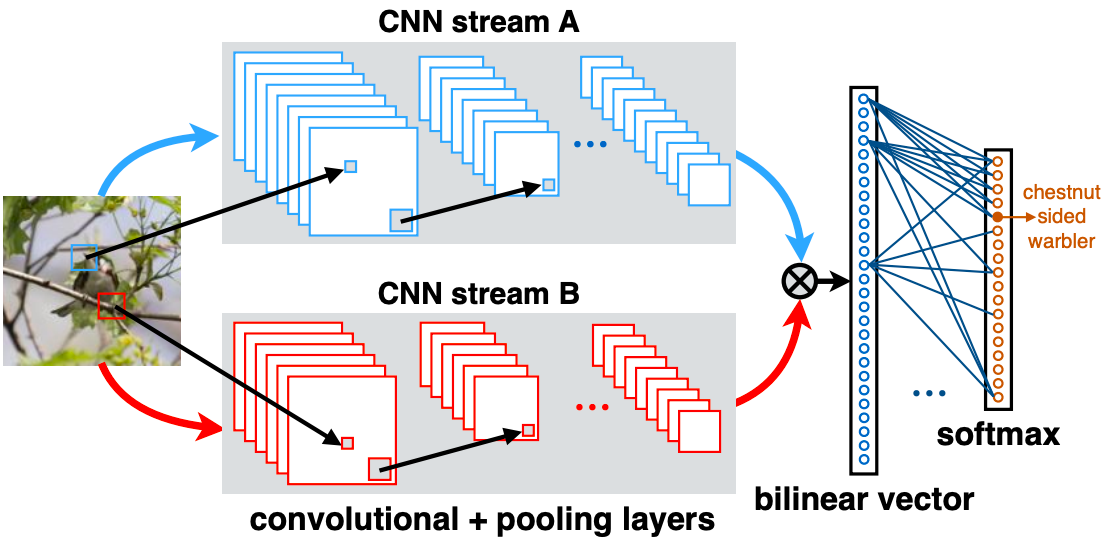 CNN stream A
chestnut
sided
warbler
CNN stream B
softmax
bilinear vector
convolutional + pooling layers